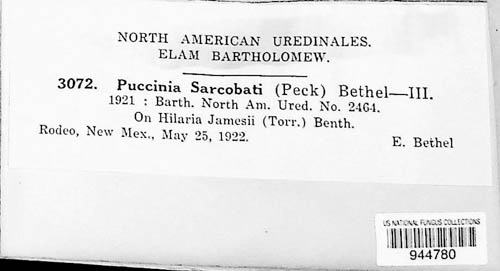 NORTH AMERICAN UREDINALES.
ELAM BARTHOLOMEW.
3072. Puccinia Sarcobati (Peck) Bethel—III.
1921 : Barth. North Am. Ured. No. 2464.
On Hilaria Jamesii (Torr.) Benth.
Rodeo, New Mex., May 25, 1922. E. Bethel
US NATIONAL FUNGUS COLLECTIONS
944780